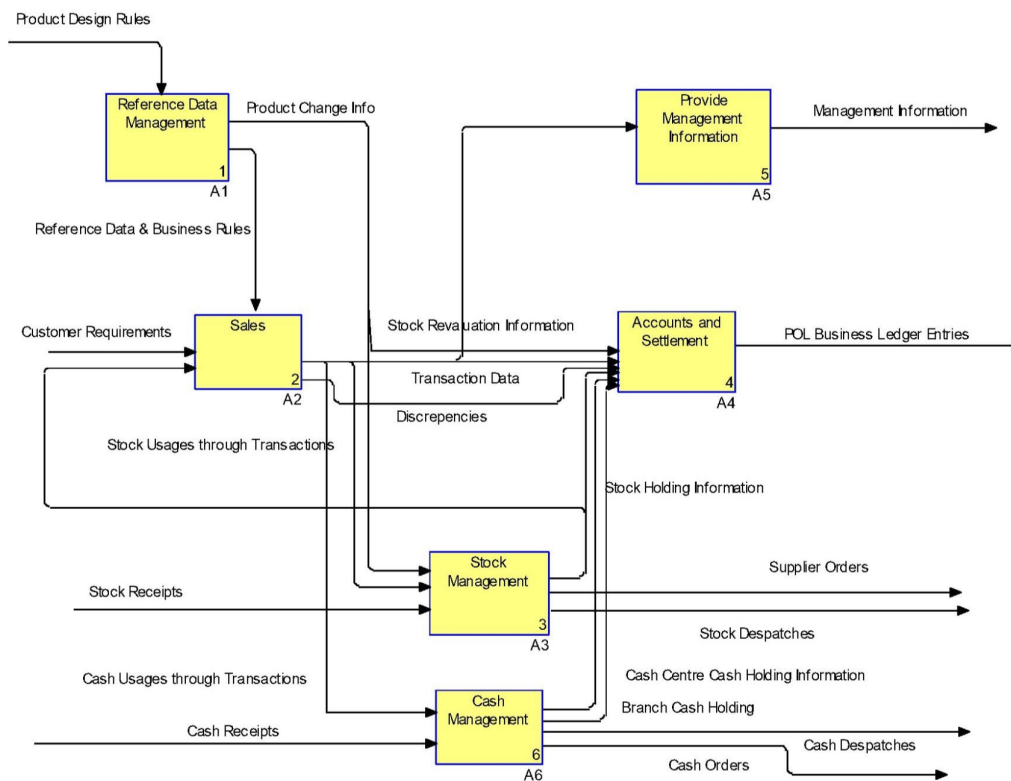 Product Design Rules
Reference Data
Management
1
A1
Product Change Info
Provide
Management
Information
5
A5
Management Information
Reference Data & Business Rules
Customer Requirements
Sales
2
A2
Stock Revaluation Information
Transaction Data
Discrepencies
Accounts and
Settlement
4
A4
POL Business Ledger Entries
Stock Usages through Transactions
Stock Holding Information
Stock Receipts
Stock
Management
3
A3
Supplier Orders
Stock Despatches
Cash Usages through Transactions
Cash Receipts
Cash
Management
6
A6
Cash Centre Cash Holding Information
Branch Cash Holding
Cash Despatches
Cash Orders